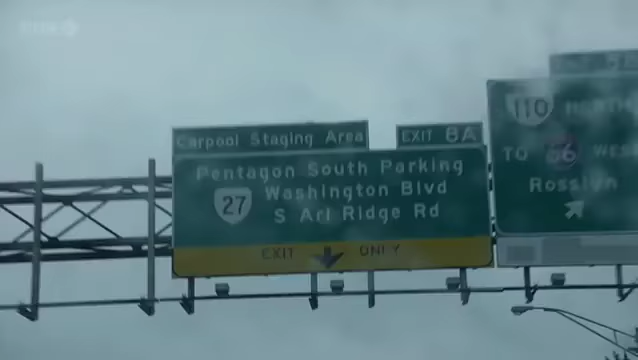 Carpool Staging Area
EXIT 8A
Pentagon South Parking
27
Washington Blvd
S Arl Ridge Rd
EXIT ONLY
110
TO 66
Rosslyn